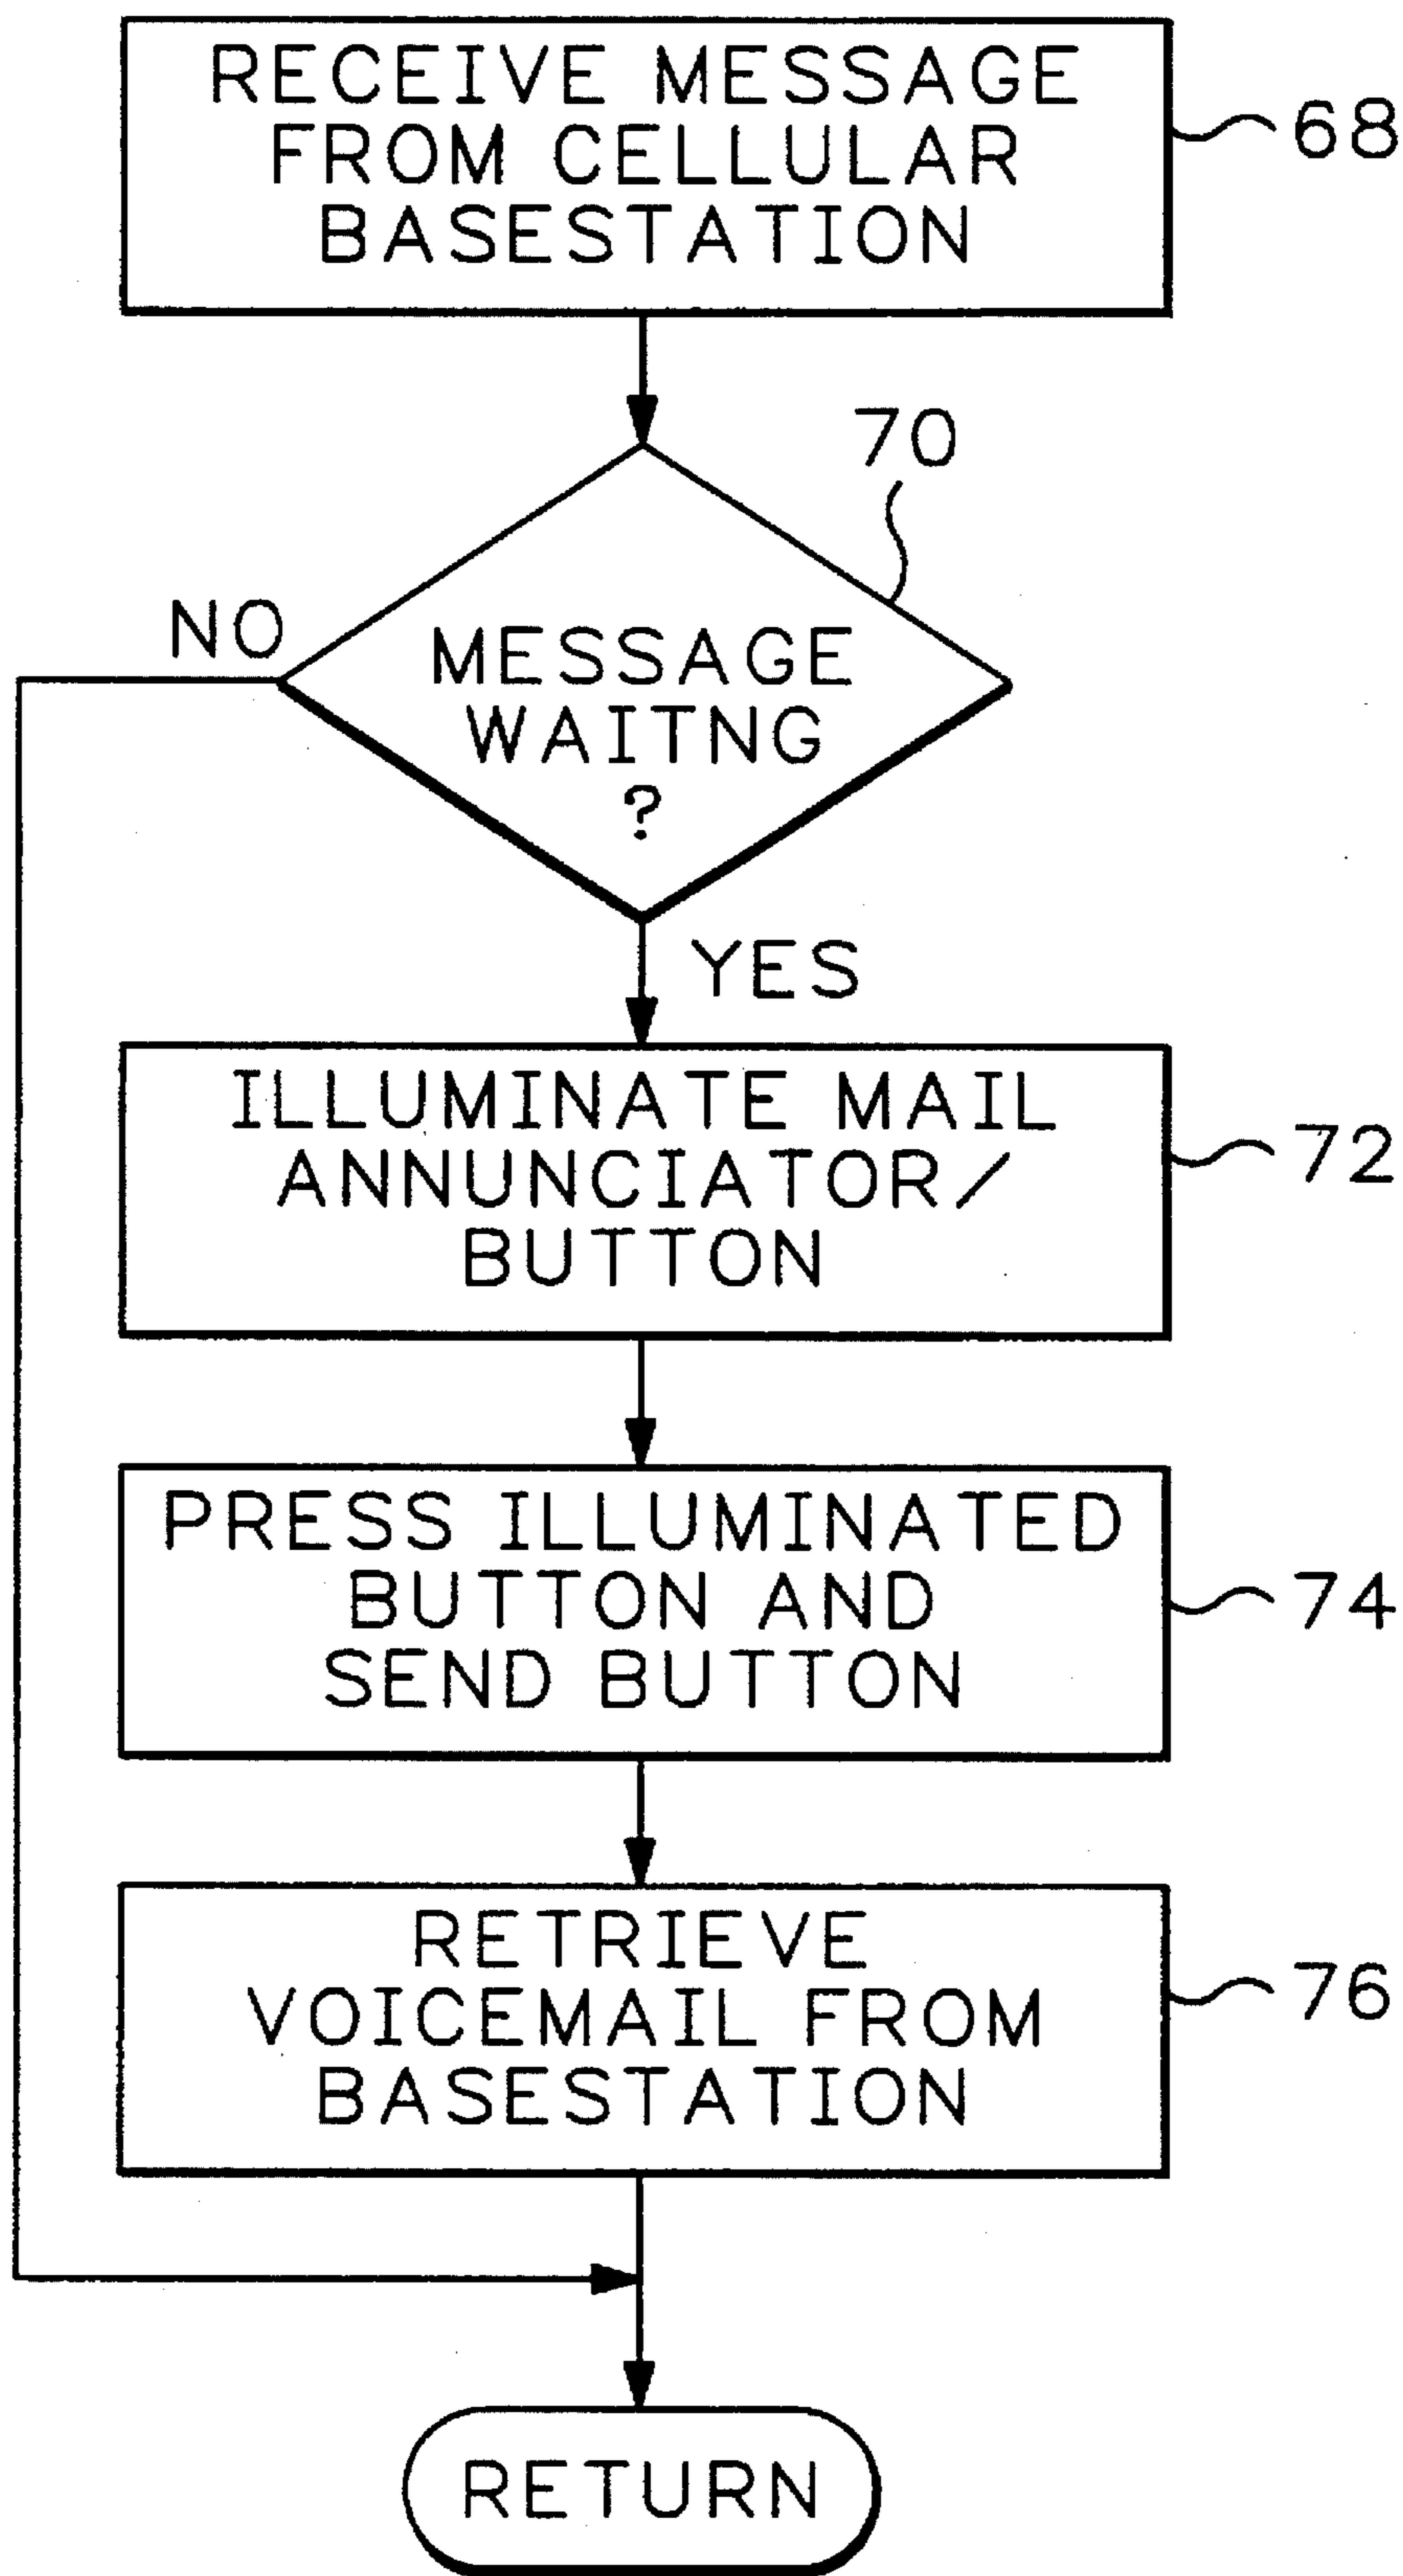 RECEIVE MESSAGE
FROM CELLULAR
BASESTATION
68
70
NO
MESSAGE
WAITNG
?
YES
ILLUMINATE MAIL
ANNUNCIATOR/
BUTTON
72
PRESS ILLUMINATED
BUTTON AND
SEND BUTTON
74
RETRIEVE
VOICEMAIL FROM
BASESTATION
76
RETURN